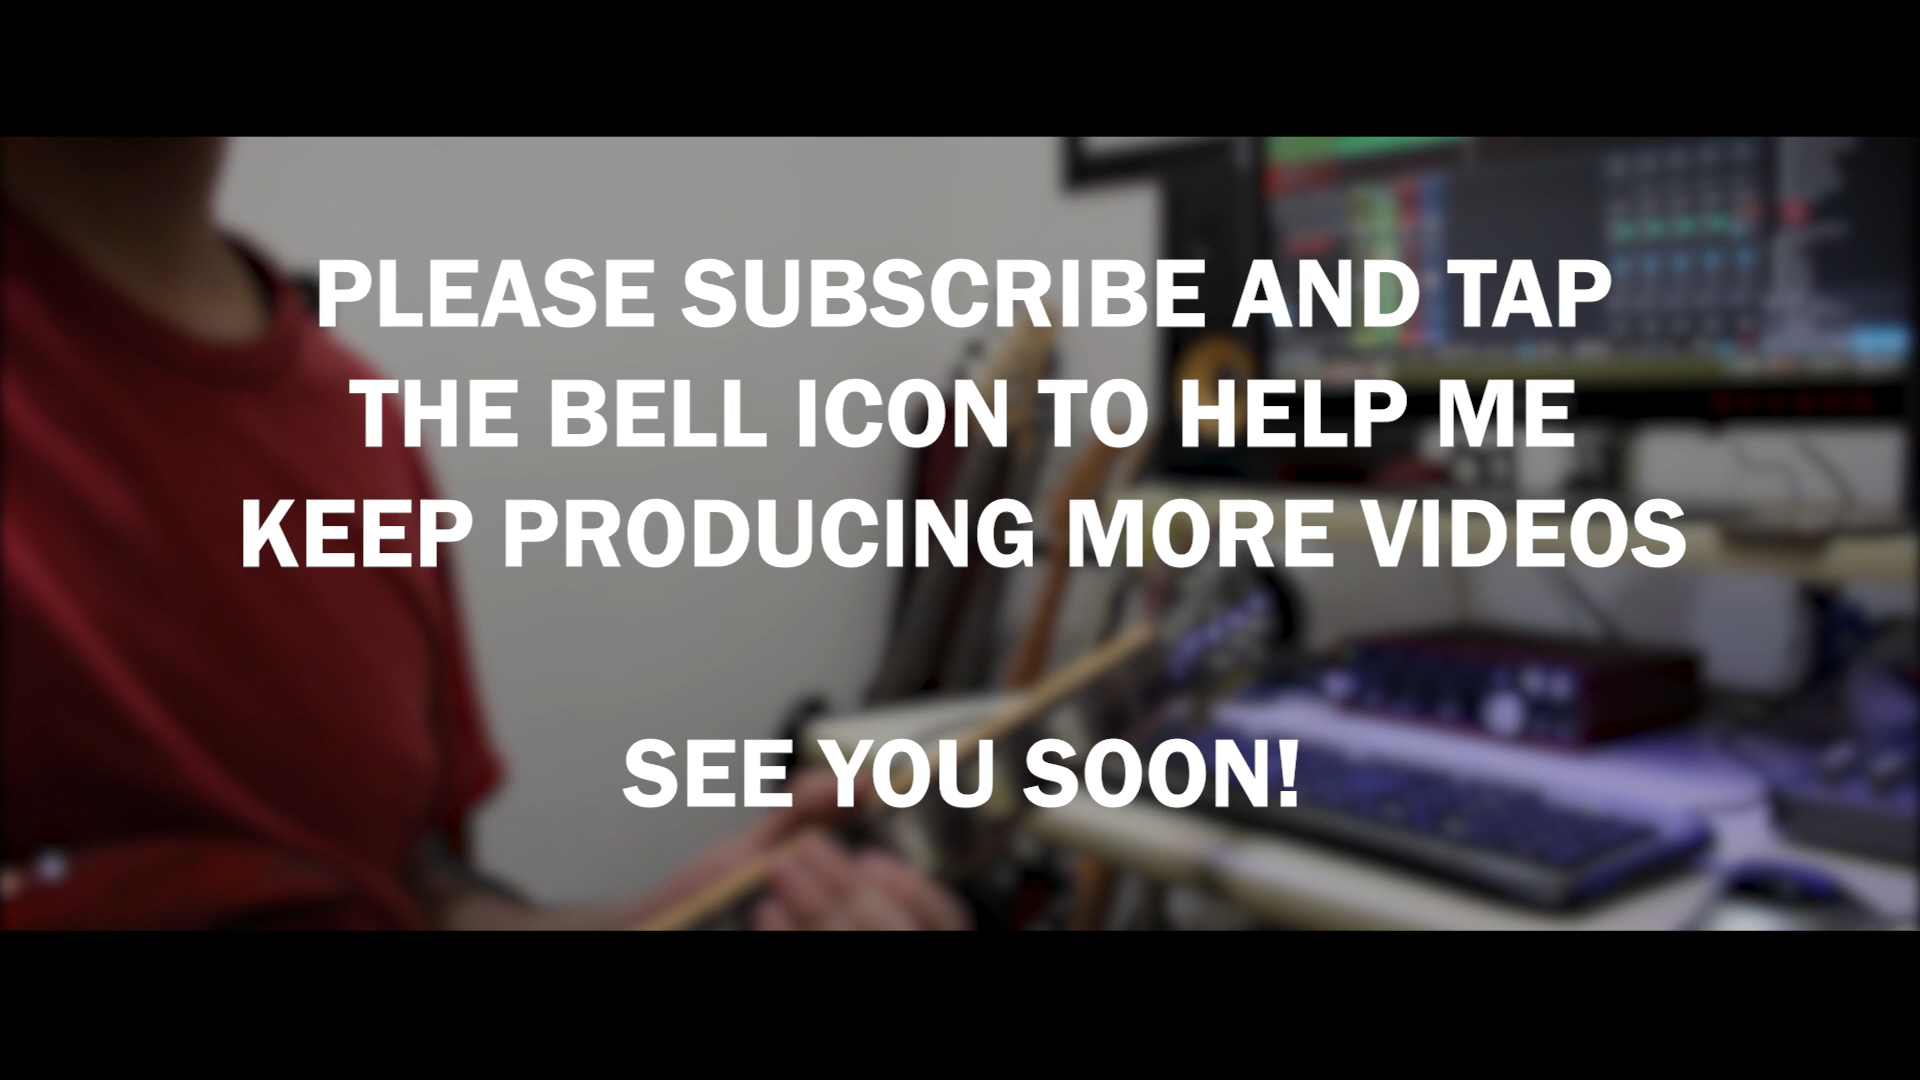 PLEASE SUBSCRIBE AND TAP
THE BELL ICON TO HELP ME
KEEP PRODUCING MORE VIDEOS
SEE YOU SOON!